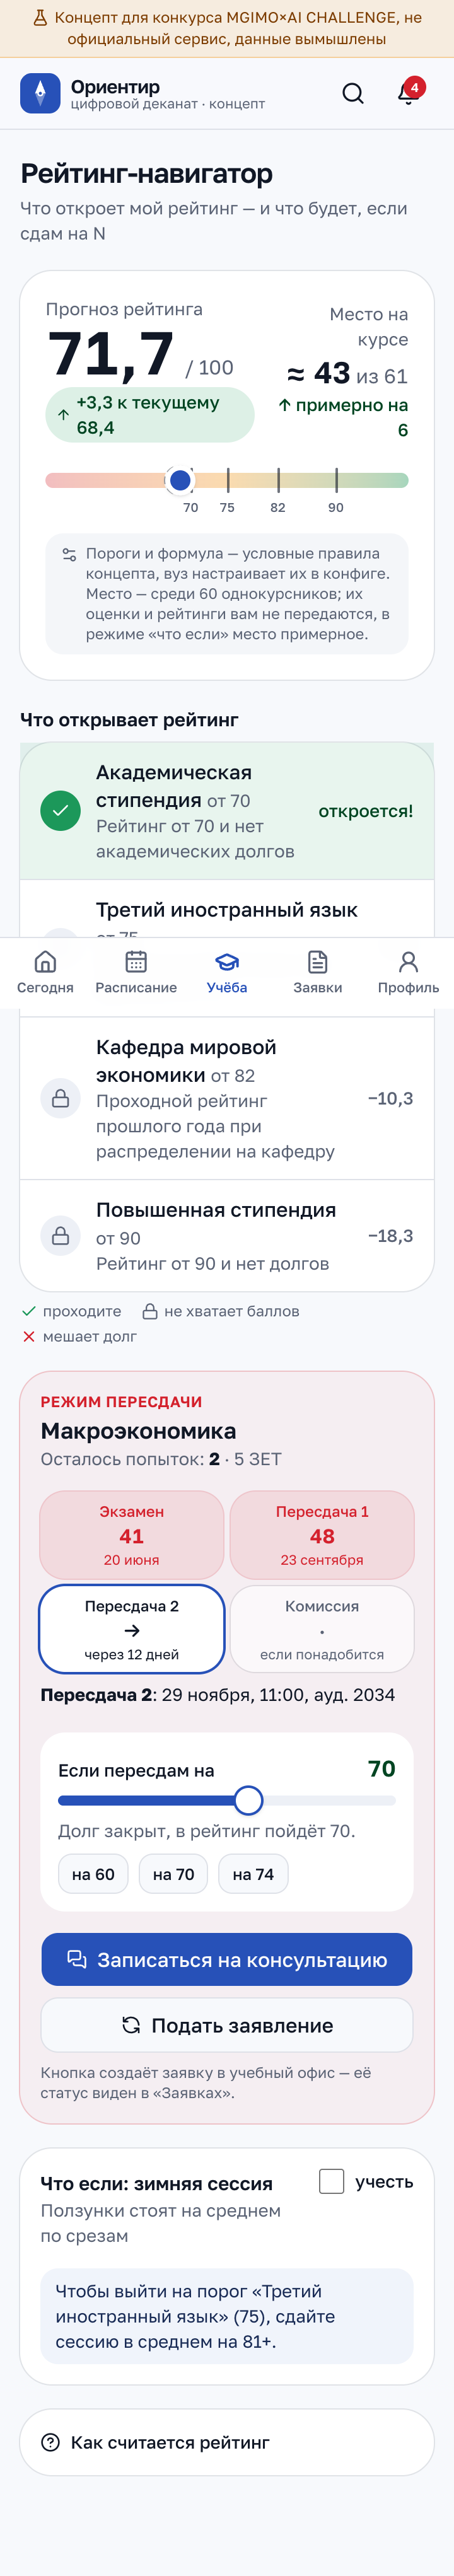 Концепт для конкурса MGIMO×AI CHALLENGE, не
официальный сервис, данные вымышлены
Ориентир
цифровой деканат · концепт
4
Рейтинг-навигатор
Что откроет мой рейтинг — и что будет, если
сдам на N
Прогноз рейтинга
71,7 / 100
↑ +3,3 к текущему
68,4
Место на
курсе
≈ 43 из 61
↑ примерно на
6
70 75 82 90
Пороги и формула — условные правила
концепта, вуз настраивает их в конфиге.
Место — среди 60 однокурсников; их
оценки и рейтинги вам не передаются, в
режиме «что если» место примерное.
Что открывает рейтинг
Академическая
стипендия от 70
Рейтинг от 70 и нет
академических долгов
откроется!
Третий иностранный язык
от 75
Сегодня
Расписание
Учёба
Заявки
Профиль
Кафедра мировой
экономики от 82
Проходной рейтинг
прошлого года при
распределении на кафедру
−10,3
Повышенная стипендия
от 90
Рейтинг от 90 и нет долгов
−18,3
проходите не хватает баллов
мешает долг
РЕЖИМ ПЕРЕСДАЧИ
Макроэкономика
Осталось попыток: 2 · 5 ЗЕТ
Экзамен
41
20 июня
Пересдача 1
48
23 сентября
Пересдача 2
→
через 12 дней
Комиссия
·
если понадобится
Пересдача 2: 29 ноября, 11:00, ауд. 2034
Если пересдам на 70
Долг закрыт, в рейтинг пойдёт 70.
на 60 на 70 на 74
Записаться на консультацию
Подать заявление
Кнопка создаёт заявку в учебный офис — её
статус виден в «Заявках».
Что если: зимняя сессия
учесть
Ползунки стоят на среднем
по срезам
Чтобы выйти на порог «Третий
иностранный язык» (75), сдайте
сессию в среднем на 81+.
Как считается рейтинг